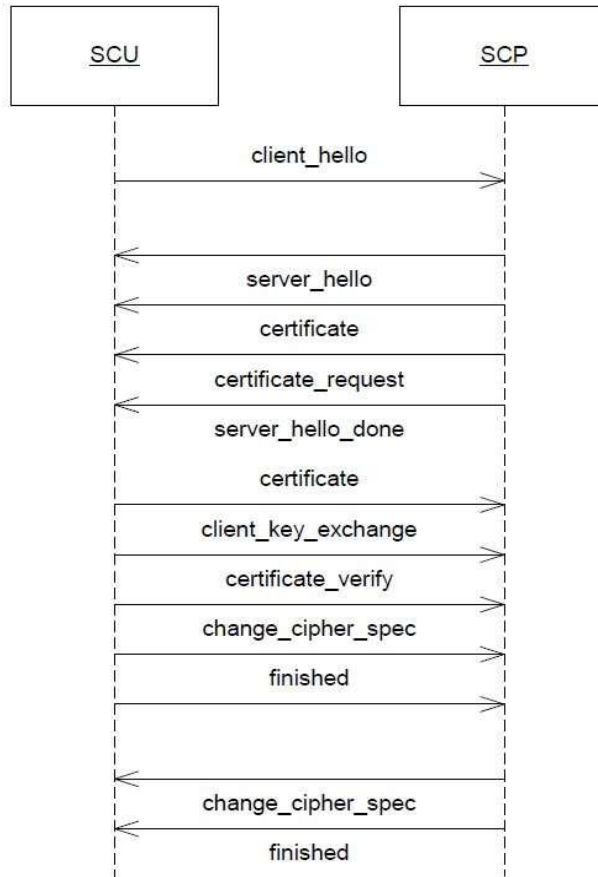 SCU
SCP
client_hello
server_hello
certificate
certificate_request
server_hello_done
certificate
client_key_exchange
certificate_verify
change_cipher_spec
finished
change_cipher_spec
finished